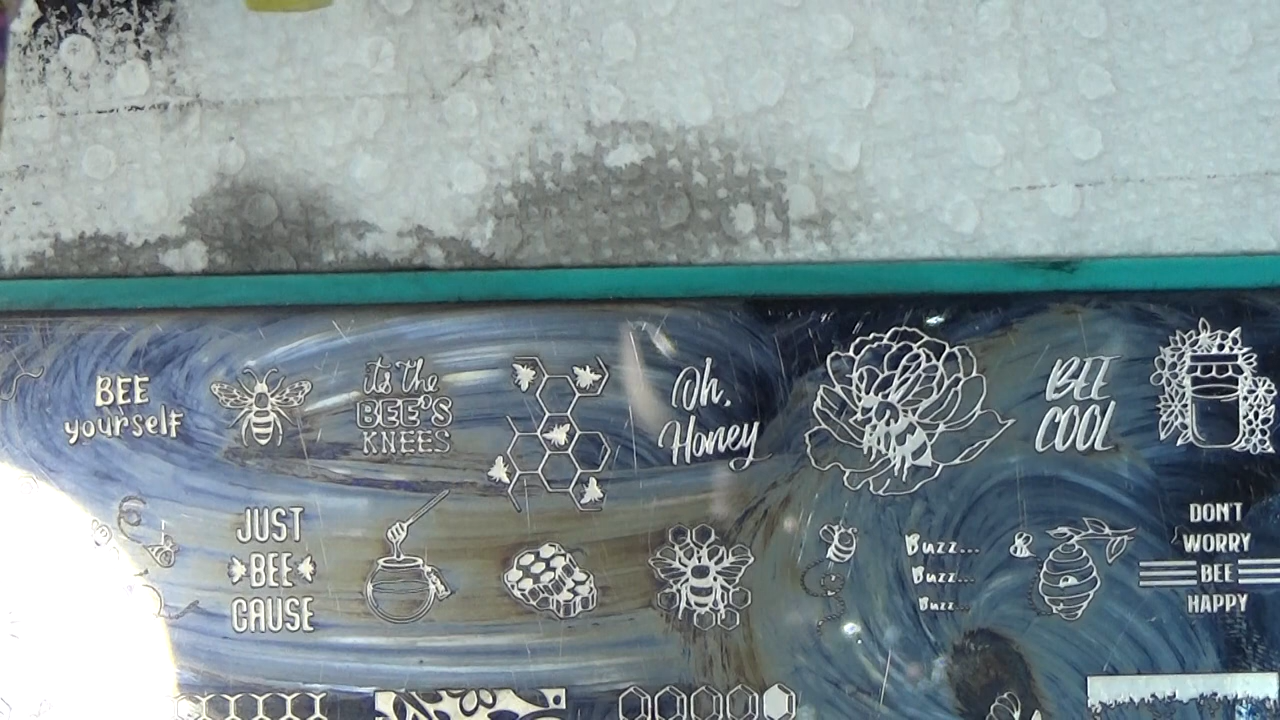 BEE
yourself
its the
BEE'S
KNEES
Oh,
Honey
BEE
COOL
JUST
BEE
CAUSE
Buzz...
Buzz...
Buzz...
DON'T
WORRY
BEE
HAPPY